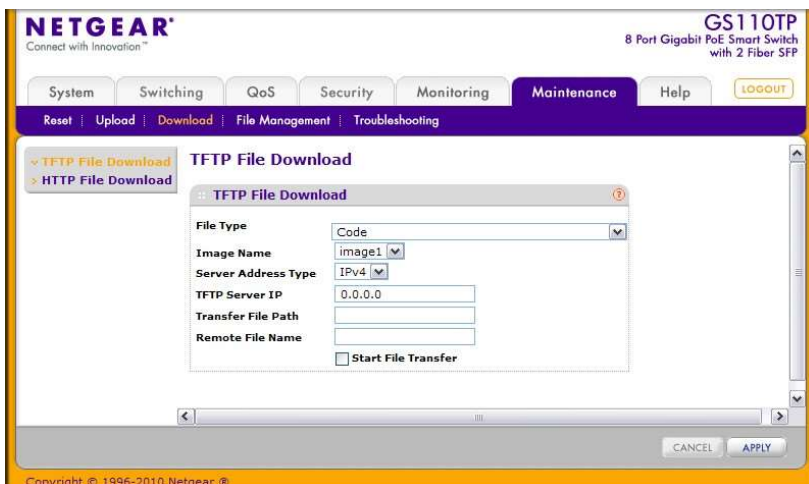 NETGEAR®
Connect with Innovation™
GS110TP
8 Port Gigabit PoE Smart Switch
with 2 Fiber SFP
System Switching QoS Security Monitoring Maintenance Help LOGOUT
Reset | Upload | Download | File Management | Troubleshooting
TFTP File Download
HTTP File Download
TFTP File Download
TFTP File Download
File Type Code
Image Name image1
Server Address Type IPv4
TFTP Server IP 0.0.0.0
Transfer File Path
Remote File Name
Start File Transfer
CANCEL APPLY
Copyright © 1996-2010 Netgear ®